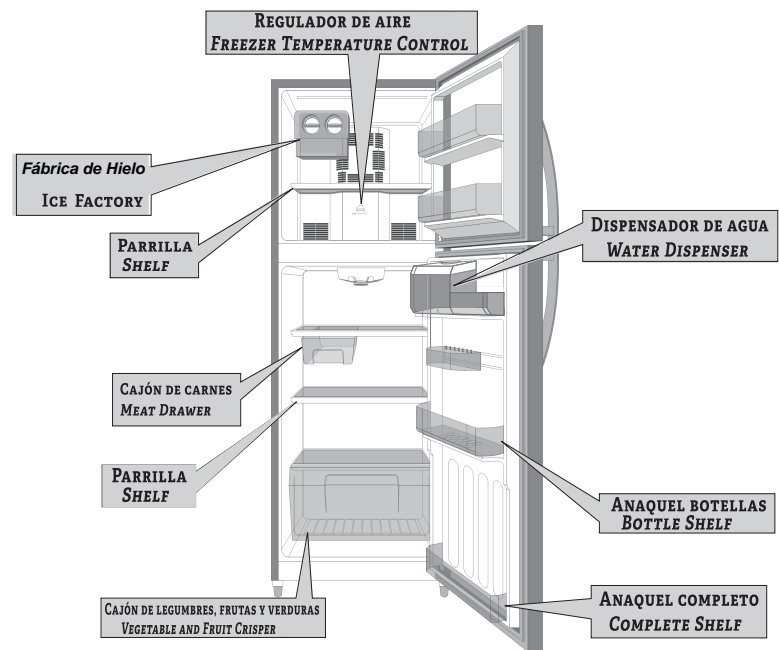 REGULADOR DE AIRE
FREEZER TEMPERATURE CONTROL
Fábrica de Hielo
ICE FACTORY
PARRILLA
SHELF
DISPENSADOR DE AGUA
WATER DISPENSER
CAJÓN DE CARNES
MEAT DRAWER
PARRILLA
SHELF
ANAQUEL BOTELLAS
BOTTLE SHELF
CAJÓN DE LEGUMBRES, FRUTAS Y VERDURAS
VEGETABLE AND FRUIT CRISPER
ANAQUEL COMPLETO
COMPLETE SHELF